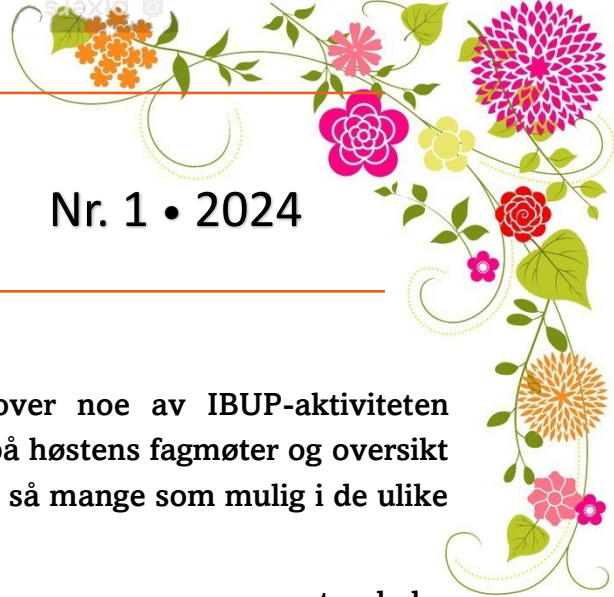 Nr. 1 • 2024
over noe av IBUP-aktiviteten
på høstens fagmøter og oversikt
så mange som mulig i de ulike